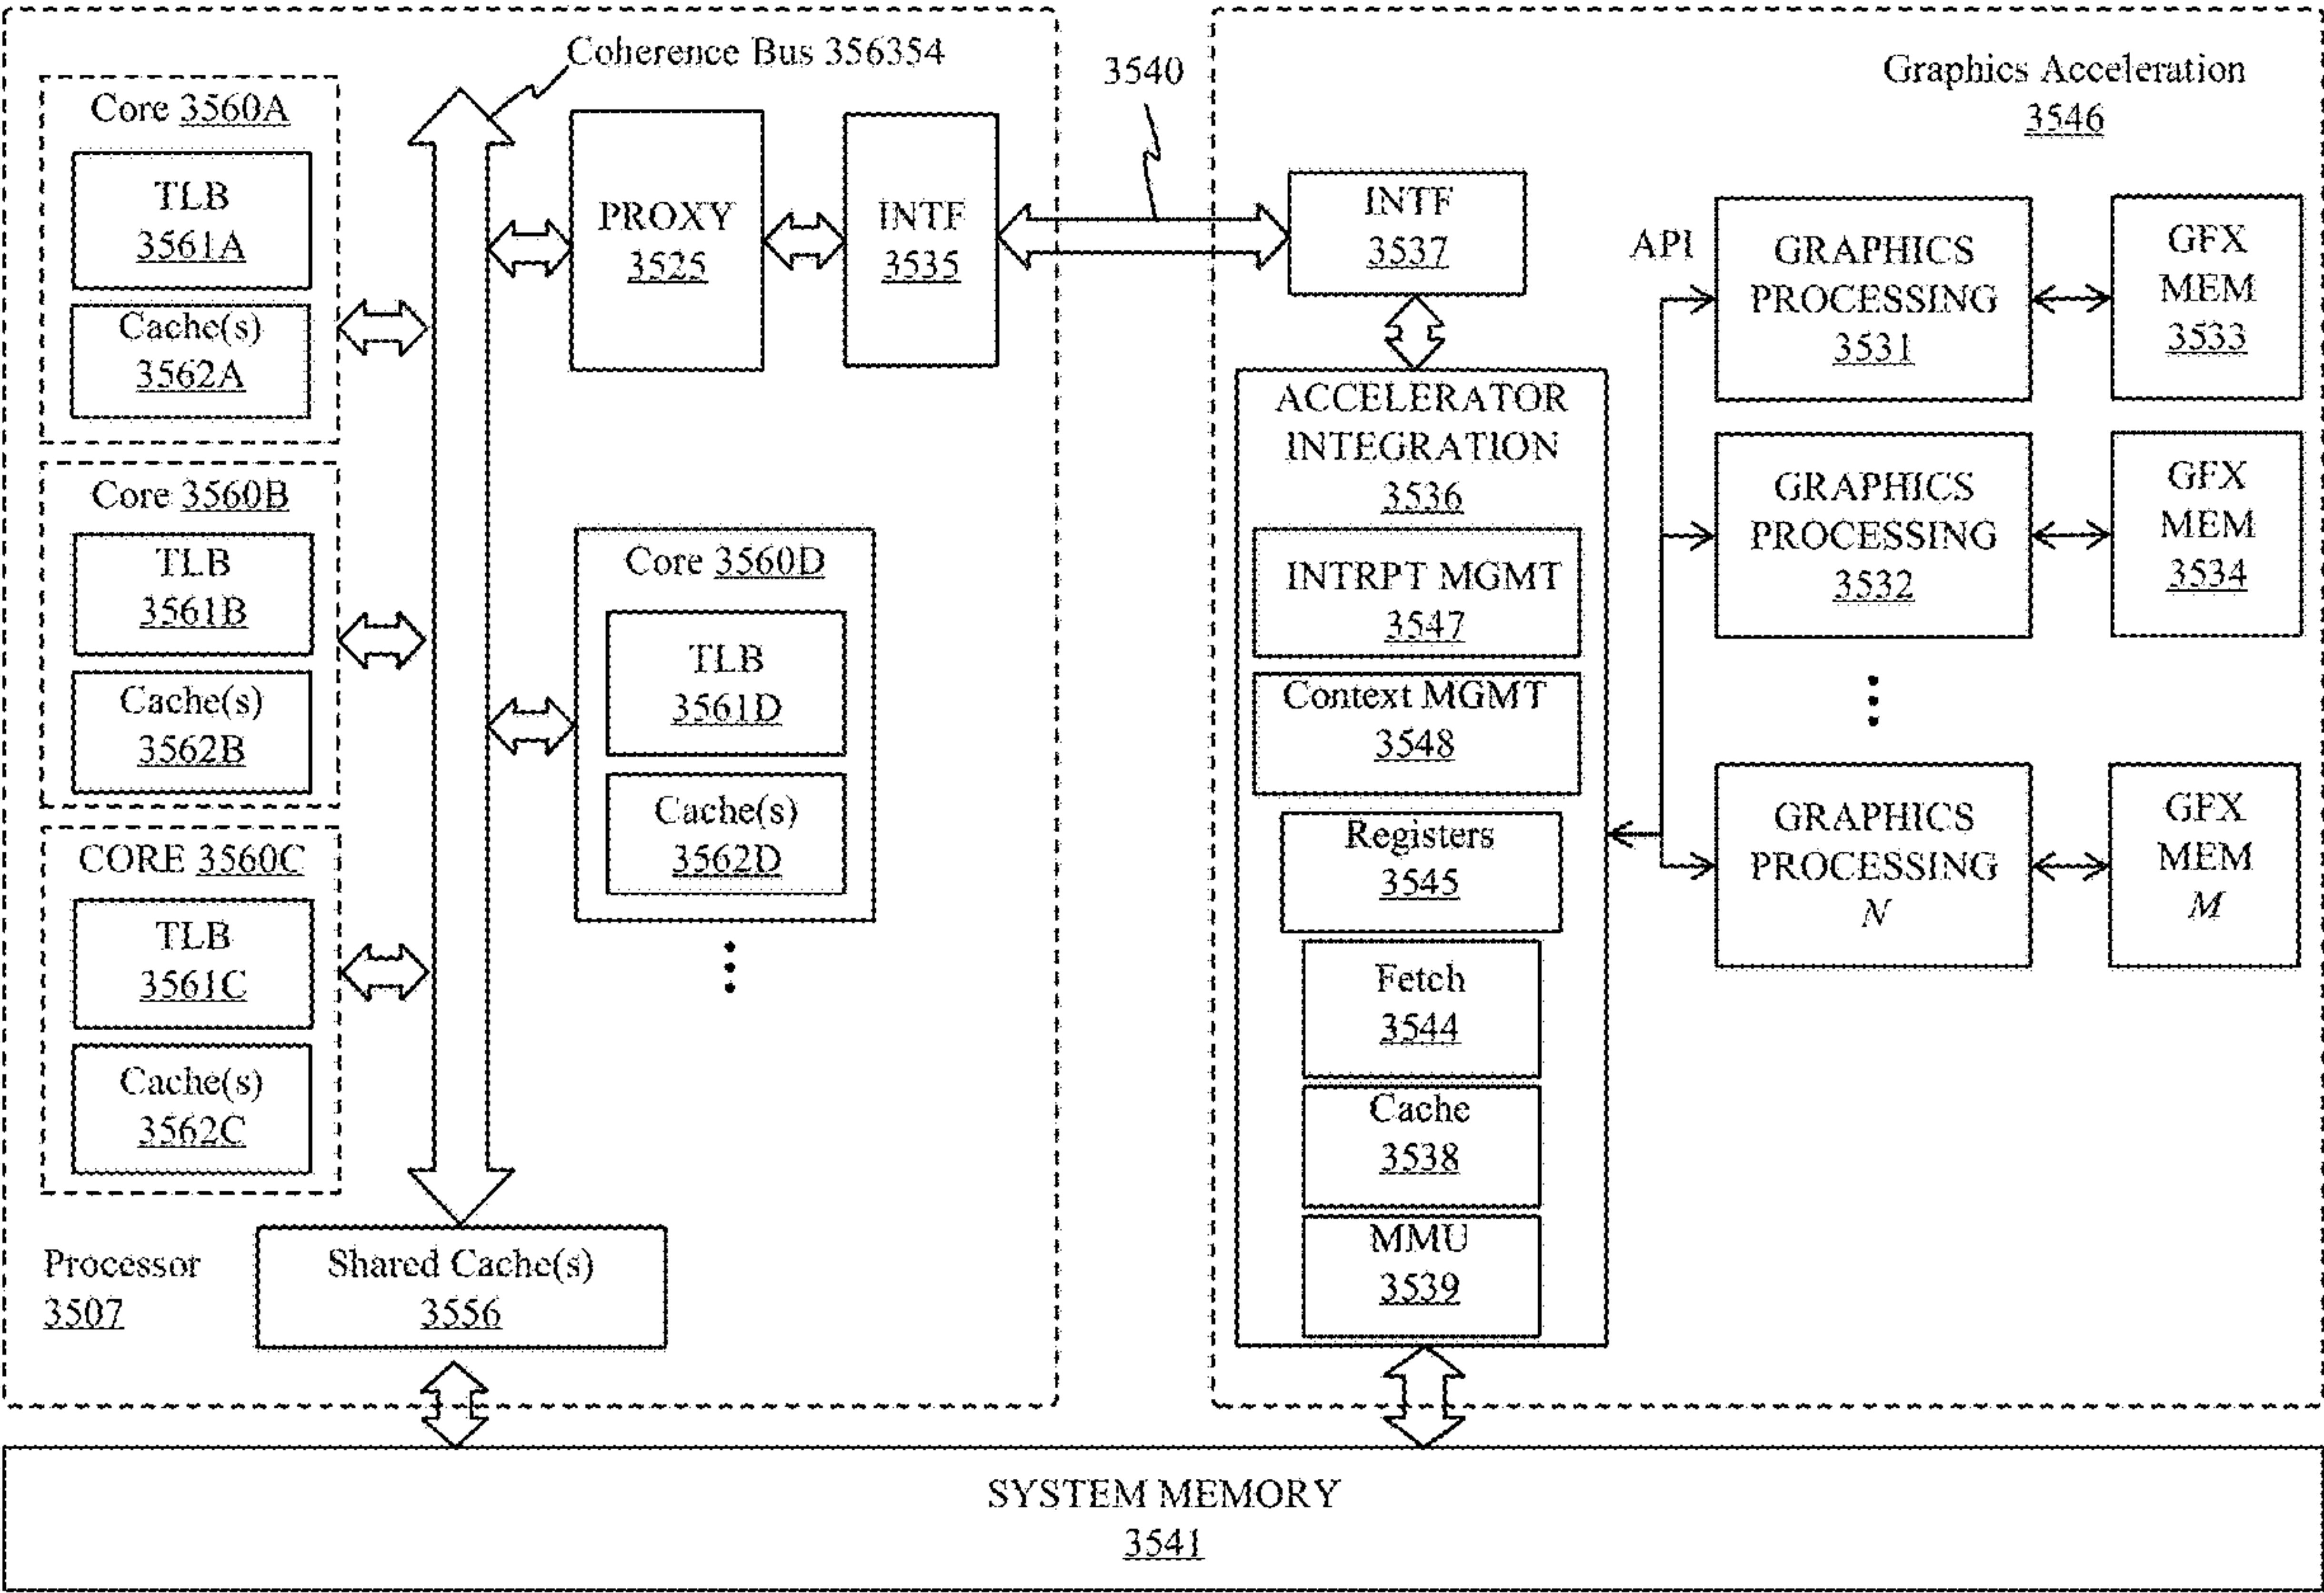 Coherence Bus 356354
Core 3560A
TLB
3561A
Cache(s)
3562A
Core 3560B
TLB
3561B
Cache(s)
3562B
CORE 3560C
TLB
3561C
Cache(s)
3562C
PROXY
3525
INTF
3535
Core 3560D
TLB
3561D
Cache(s)
3562D
Processor
3507
Shared Cache(s)
3556
3540
Graphics Acceleration
3546
INTF
3537
ACCELERATOR
INTEGRATION
3536
INTRPT MGMT
3547
Context MGMT
3548
Registers
3545
Fetch
3544
Cache
3538
MMU
3539
API
GRAPHICS
PROCESSING
3531
GFX
MEM
3533
GRAPHICS
PROCESSING
3532
GFX
MEM
3534
GRAPHICS
PROCESSING
N
GFX
MEM
M
SYSTEM MEMORY
3541